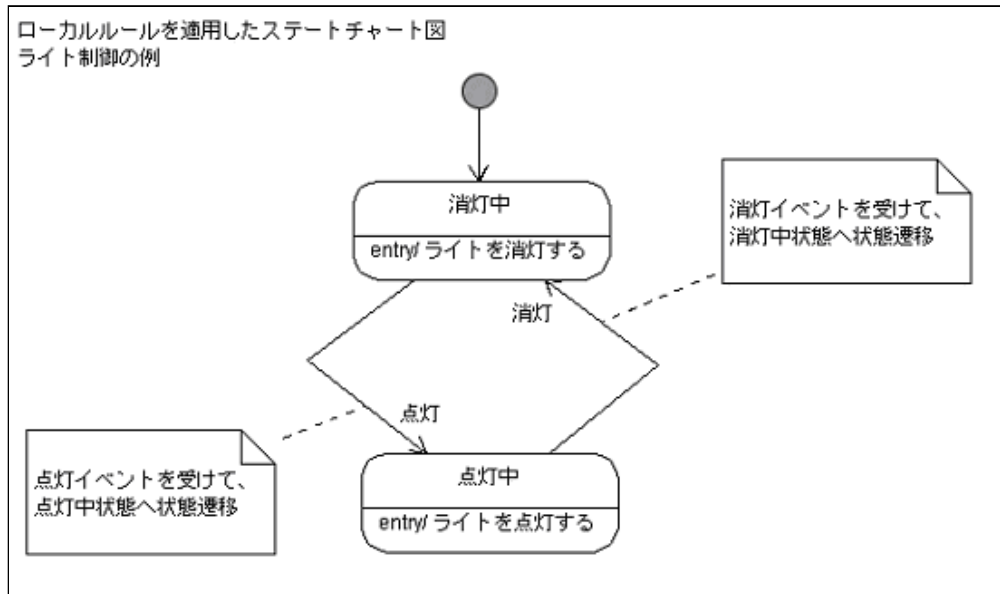 ローカルルールを適用したステートチャート図
ライト制御の例
消灯中
entry/ ライトを消灯する
消灯イベントを受けて、
消灯中状態へ状態遷移
消灯
点灯
点灯イベントを受けて、
点灯中状態へ状態遷移
点灯中
entry/ ライトを点灯する